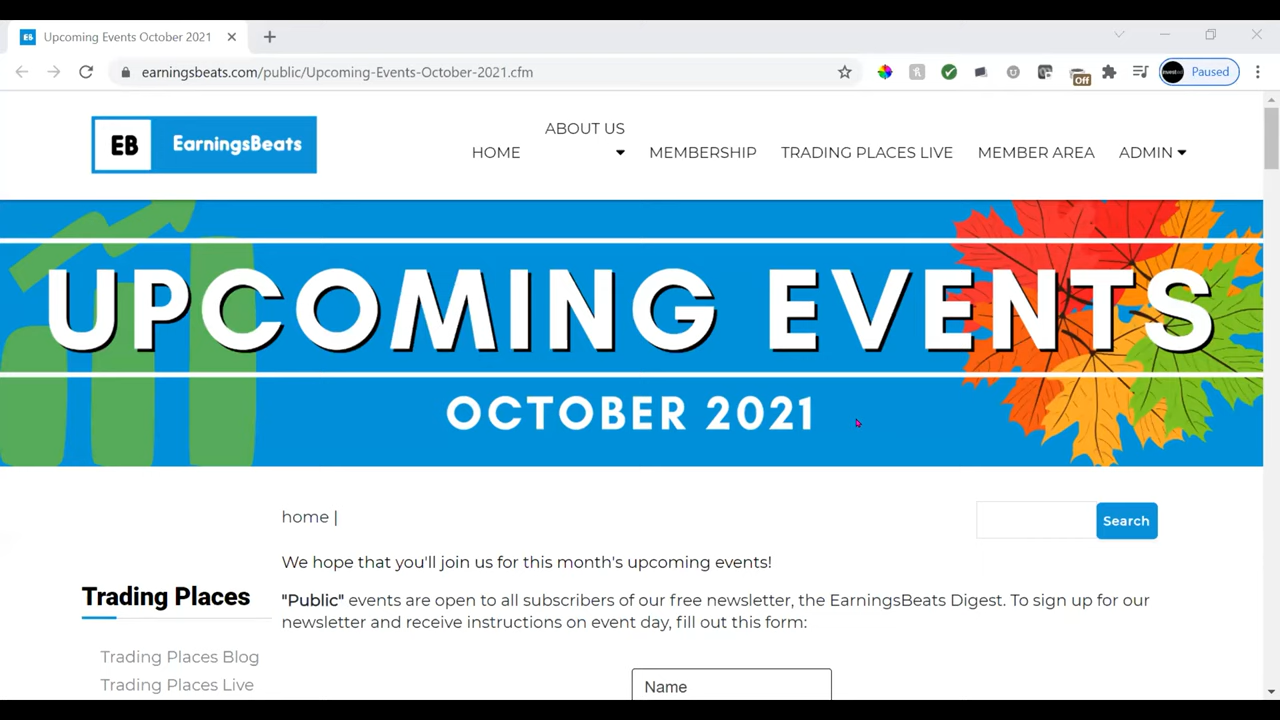 EB Upcoming Events October 2021
earningsbeats.com/public/Upcoming-Events-October-2021.cfm
Off
Paused
EB EarningsBeats
HOME ABOUT US MEMBERSHIP TRADING PLACES LIVE MEMBER AREA ADMIN
UPCOMING EVENTS
OCTOBER 2021
home |
Search
We hope that you'll join us for this month's upcoming events!
Trading Places
"Public" events are open to all subscribers of our free newsletter, the EarningsBeats Digest. To sign up for our
newsletter and receive instructions on event day, fill out this form:
Trading Places Blog
Trading Places Live
Name